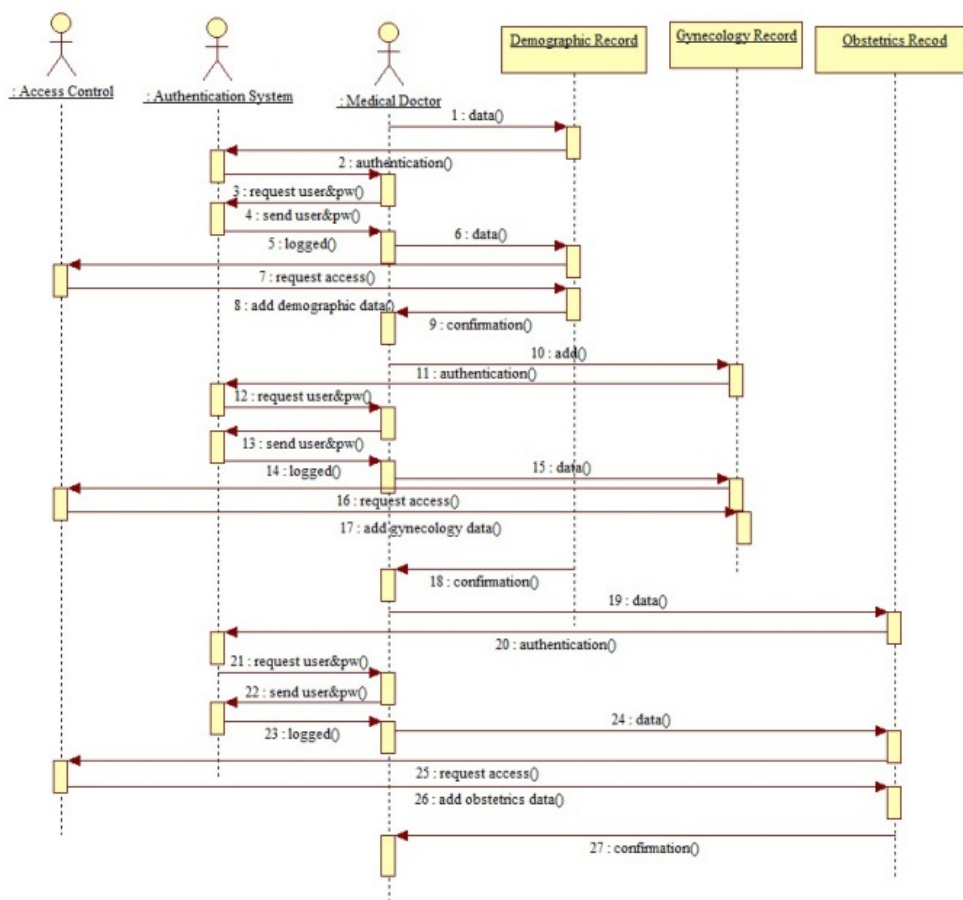 Demographic Record
Gynecology Record
Obstetrics Recod
: Access Control
: Authentication System
: Medical Doctor
1 : data()
2 : authentication()
3 : request user&pw()
4 : send user&pw()
5 : logged()
6 : data()
7 : request access()
8 : add demographic data()
9 : confirmation()
10 : add()
11 : authentication()
12 : request user&pw()
13 : send user&pw()
14 : logged()
15 : data()
16 : request access()
17 : add gynecology data()
18 : confirmation()
19 : data()
20 : authentication()
21 : request user&pw()
22 : send user&pw()
23 : logged()
24 : data()
25 : request access()
26 : add obstetrics data()
27 : confirmation()